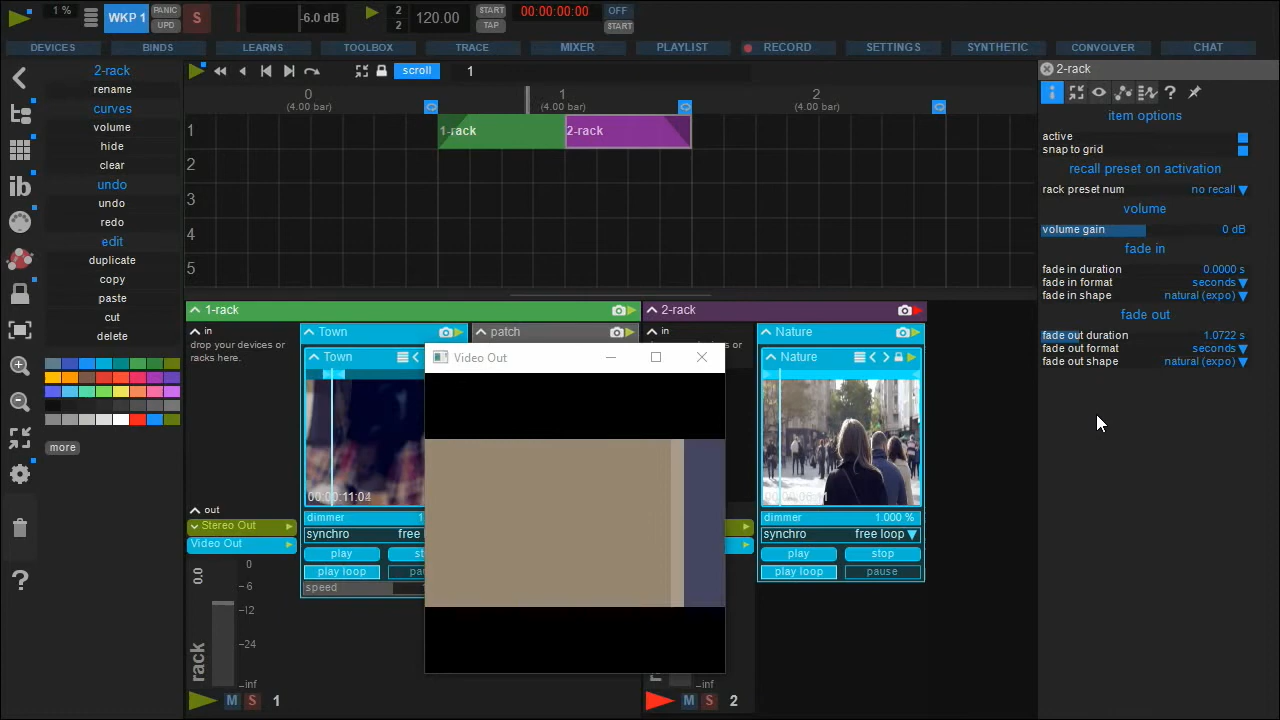 1 %
WKP 1
PANIC
UPD
S
-6.0 dB
2
2
120.00
START
TAP
00:00:00:00
OFF
START
DEVICES
BINDS
LEARNS
TOOLBOX
TRACE
MIXER
PLAYLIST
RECORD
SETTINGS
SYNTHETIC
CONVOLVER
CHAT
2-rack
rename
curves
volume
hide
clear
undo
undo
redo
edit
duplicate
copy
paste
cut
delete
more
ib
?
scroll
1
0
(4.00 bar)
1
(4.00 bar)
2
(4.00 bar)
1
1-rack
2-rack
2
3
4
5
1-rack
2-rack
in
drop your devices or
racks here.
Town
patch
in
Nature
Town
Nature
Video Out
00:00:11:04
out
Stereo Out
Video Out
dimmer
synchro
free
play
play loop
speed
dimmer
1.000 %
synchro
free loop
play
stop
play loop
pause
0.0
0
-6
-12
-24
-inf
rack
M
S
1
-inf
M
S
2
2-rack
?
item options
active
snap to grid
recall preset on activation
rack preset num
no recall
volume
volume gain
0 dB
fade in
fade in duration
0.0000 s
fade in format
seconds
fade in shape
natural (expo)
fade out
fade out duration
1.0722 s
fade out format
seconds
fade out shape
natural (expo)